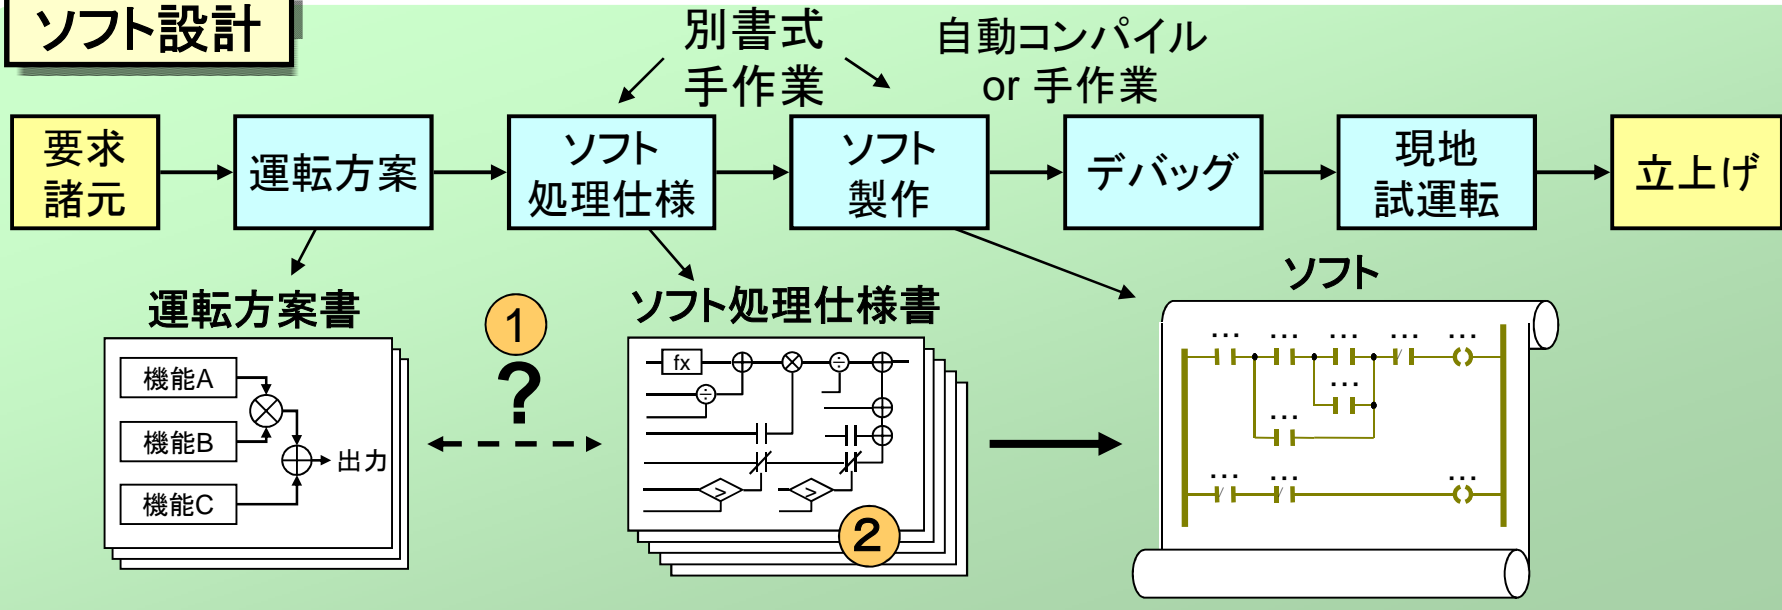 ソフト設計
別書式
手作業
自動コンパイル
or 手作業
要求
諸元
運転方案
ソフト
処理仕様
ソフト
製作
デバッグ
現地
試運転
立上げ
運転方案書
1
?
ソフト処理仕様書
ソフト
機能A
機能B
機能C
出力
fx
+
×
÷
+
÷
+
+
>
>
2
... ... ... ... ...
...
...
... ... ...